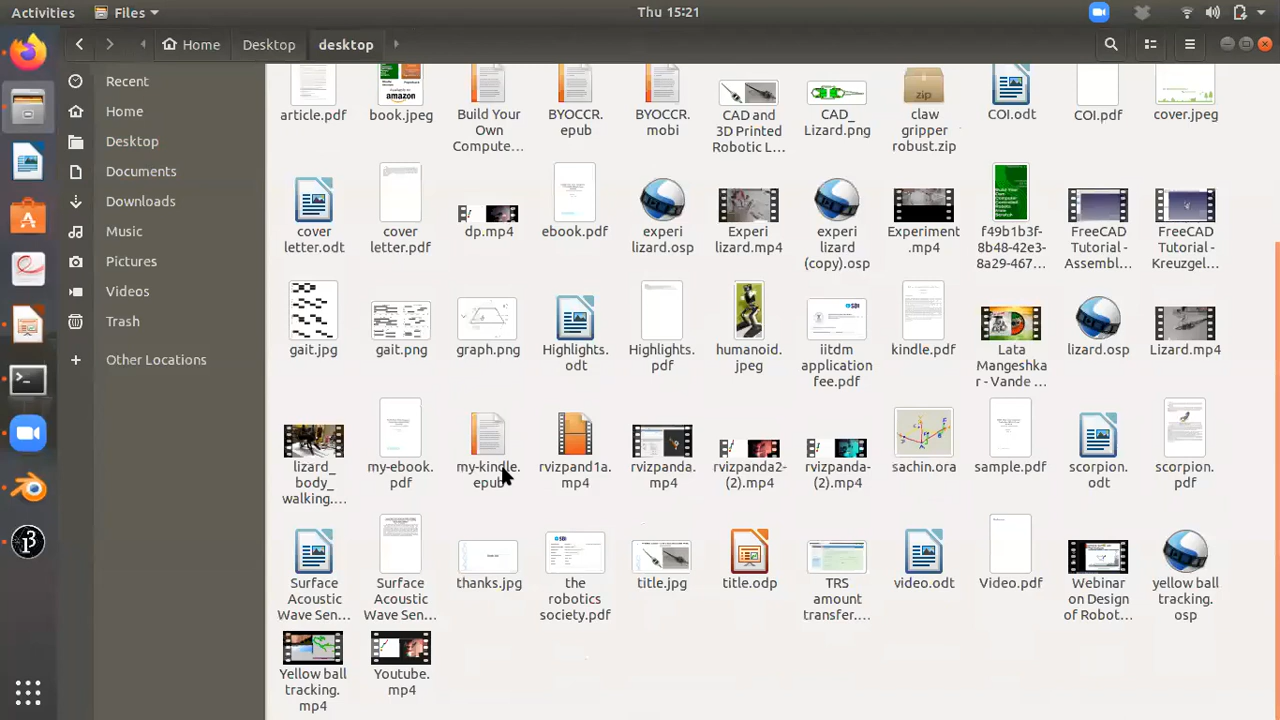 Activities
Files
Thu 15:21
Home
Desktop
desktop
Recent
Home
Desktop
Documents
Downloads
Music
Pictures
Videos
Trash
Other Locations
article.pdf
book.jpeg
Build Your
Own
Compute...
BYOCCR.
epub
BYOCCR.
mobi
CAD and
3D Printed
Robotic L...
CAD_
Lizard.png
zip
claw
gripper
robust.zip
COI.odt
COI.pdf
cover.jpeg
cover
letter.odt
cover
letter.pdf
dp.mp4
ebook.pdf
experi
lizard.osp
Experi
lizard.mp4
experi
lizard
(copy).osp
Experiment
.mp4
f49b1b3f-
8b48-42e3-
8a29-467...
FreeCAD
Tutorial -
Assembl...
FreeCAD
Tutorial -
Kreuzgel...
gait.jpg
gait.png
graph.png
Highlights.
odt
Highlights.
pdf
humanoid.
jpeg
iitdm
application
fee.pdf
kindle.pdf
Lata
Mangeshka
r - Vande ...
lizard.osp
Lizard.mp4
lizard_
body_
walking....
my-ebook.
pdf
my-kindle.
epub
rvizpand1a.
mp4
rvizpanda.
mp4
rvizpanda2-
(2).mp4
rvizpanda-
(2).mp4
sachin.ora
sample.pdf
scorpion.
odt
scorpion.
pdf
Surface
Acoustic
Wave Sen...
Surface
Acoustic
Wave Sen...
thanks.jpg
the
robotics
society.pdf
title.jpg
title.odp
TRS
amount
transfer....
video.odt
Video.pdf
Webinar
on Design
of Robot...
yellow ball
tracking.
osp
Yellow ball
tracking.
mp4
Youtube.
mp4